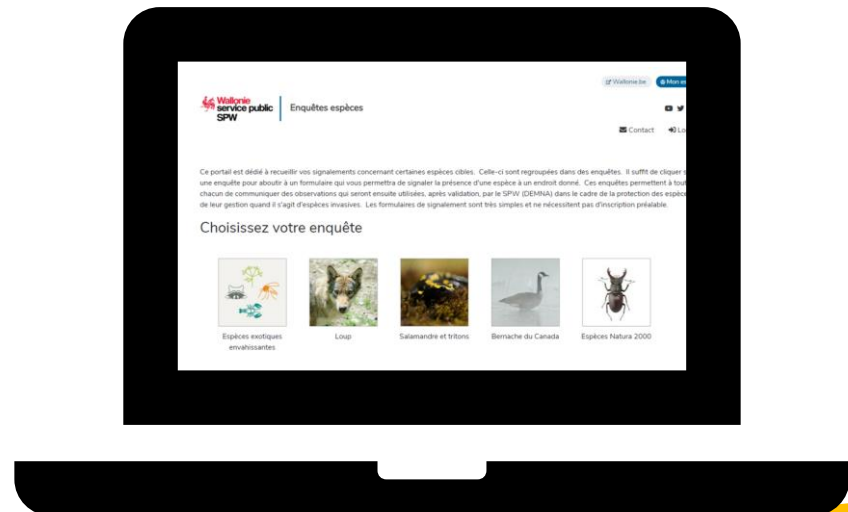 Wallonie.be
Mon es
Wallonie
service public
SPW
Enquêtes espèces
Contact
Lo
Ce portail est dédié à recueillir vos signalements concernant certaines espèces cibles. Celle-ci sont regroupées dans des enquêtes. Il suffit de cliquer s
une enquête pour aboutir à un formulaire qui vous permettra de signaler la présence d'une espèce à un endroit donné. Ces enquêtes permettent à tout
chacun de communiquer des observations qui seront ensuite utilisées, après validation, par le SPW (DEMNA) dans le cadre de la protection des espèce
de leur gestion quand il s'agit d'espèces invasives. Les formulaires de signalement sont très simples et ne nécessitent pas d'inscription préalable.
Choisissez votre enquête
Espèces exotiques
envahissantes
Loup
Salamandre et tritons
Bernache du Canada
Espèces Natura 2000